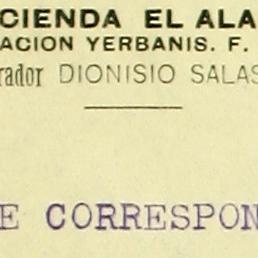 CIENDA EL ALA
ACION YERBANIS. F.
rador DIONISIO SALAS
E CORRESPON